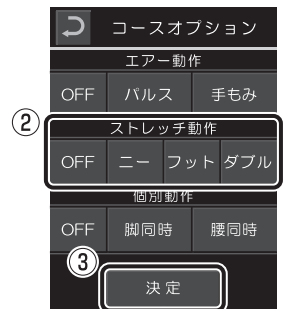 コースオプション
エアー動作
OFF パルス 手もみ
②
ストレッチ動作
OFF ニー フット ダブル
個別動作
OFF 脚同時 腰同時
③
決定